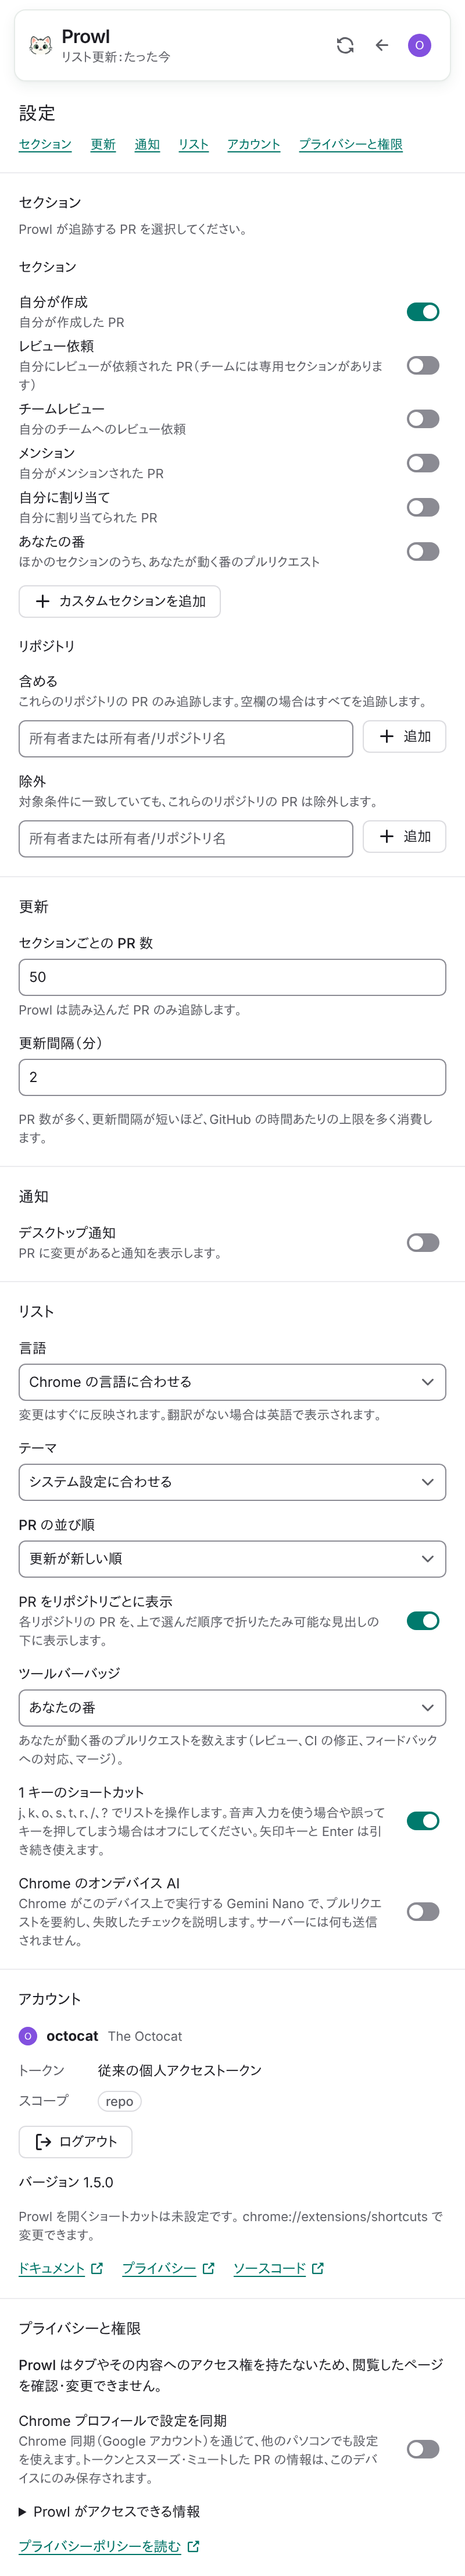 Prowl
リスト更新：たった今
O
設定
セクション 更新 通知 リスト アカウント プライバシーと権限
セクション
Prowl が追跡する PR を選択してください。
セクション
自分が作成
自分が作成した PR
レビュー依頼
自分にレビューが依頼された PR（チームには専用セクションがありま
す）
チームレビュー
自分のチームへのレビュー依頼
メンション
自分がメンションされた PR
自分に割り当て
自分に割り当てられた PR
あなたの番
ほかのセクションのうち、あなたが動く番のプルリクエスト
カスタムセクションを追加
リポジトリ
含める
これらのリポジトリの PR のみ追跡します。空欄の場合はすべてを追跡します。
所有者または所有者/リポジトリ名 追加
除外
対象条件に一致していても、これらのリポジトリの PR は除外します。
所有者または所有者/リポジトリ名 追加
更新
セクションごとの PR 数
50
Prowl は読み込んだ PR のみ追跡します。
更新間隔（分）
2
PR 数が多く、更新間隔が短いほど、GitHub の時間あたりの上限を多く消費し
ます。
通知
デスクトップ通知
PR に変更があると通知を表示します。
リスト
言語
Chrome の言語に合わせる
変更はすぐに反映されます。翻訳がない場合は英語で表示されます。
テーマ
システム設定に合わせる
PR の並び順
更新が新しい順
PR をリポジトリごとに表示
各リポジトリの PR を、上で選んだ順序で折りたたみ可能な見出しの
下に表示します。
ツールバーバッジ
あなたの番
あなたが動く番のプルリクエストを数えます（レビュー、CI の修正、フィードバック
への対応、マージ）。
1 キーのショートカット
j、k、o、s、t、r、/、? でリストを操作します。音声入力を使う場合や誤って
キーを押してしまう場合はオフにしてください。矢印キーと Enter は引
き続き使えます。
Chrome のオンデバイス AI
Chrome がこのデバイス上で実行する Gemini Nano で、プルリクエ
ストを要約し、失敗したチェックを説明します。サーバーには何も送信
されません。
アカウント
O octocat The Octocat
トークン 従来の個人アクセストークン
スコープ repo
ログアウト
バージョン 1.5.0
Prowl を開くショートカットは未設定です。 chrome://extensions/shortcuts で
変更できます。
ドキュメント プライバシー ソースコード
プライバシーと権限
Prowl はタブやその内容へのアクセス権を持たないため、閲覧したページ
を確認・変更できません。
Chrome プロフィールで設定を同期
Chrome 同期（Google アカウント）を通じて、他のパソコンでも設定
を使えます。トークンとスヌーズ・ミュートした PR の情報は、このデバ
イスにのみ保存されます。
Prowl がアクセスできる情報
プライバシーポリシーを読む